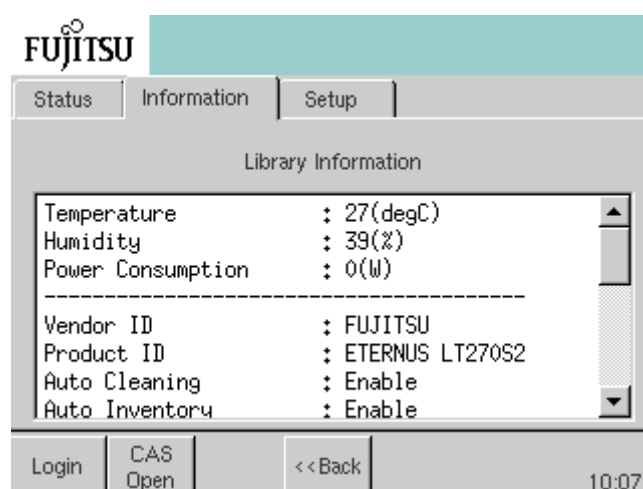 FUJITSU
Status Information Setup
Library Information
Temperature : 27(degC)
Humidity : 39(%)
Power Consumption : 0(W)
----------------------------------------
Vendor ID : FUJITSU
Product ID : ETERNUS LT270S2
Auto Cleaning : Enable
Auto Inventory : Enable
Login CAS Open <<Back 10:07